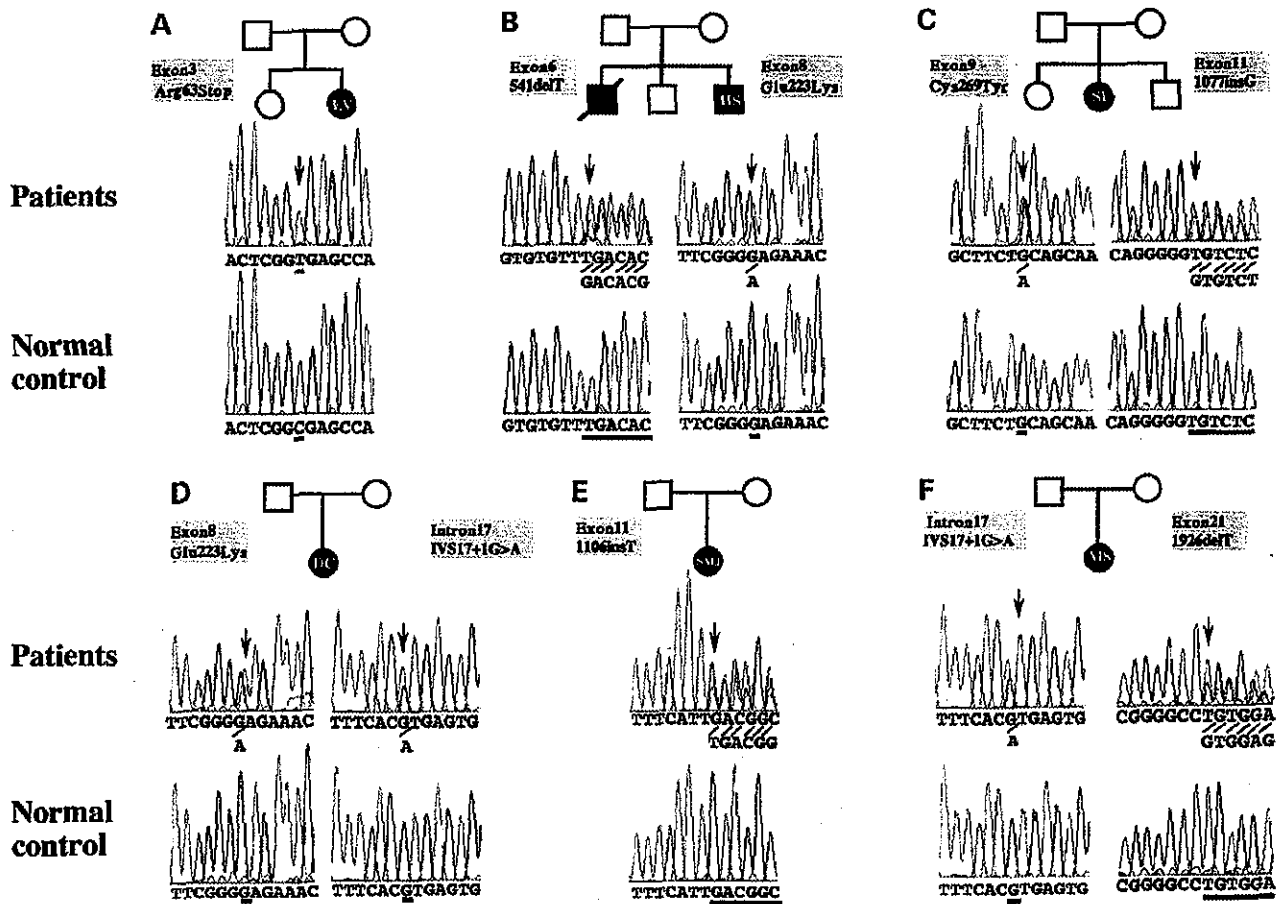 A
B
C
Exon3
Arg63Stop
Exon6
541delT
HS
Exon8
Glu223Lys
Exon9
Cys269Tyr
Exon11
1077insG
Patients
ACTCGGTGAGCCA
GTGTGTTTGACAC
GACACG
TTCGGGGAGAAAC
A
GCTTCTGCAGCAA
A
CAGGGGGTGTCTC
GTGTCT
Normal
control
ACTCGGCGAGCCA
GTGTGTTTGACAC
TTCGGGGAGAAAC
GCTTCTGCAGCAA
CAGGGGGTGTCTC
D
E
F
Exon8
Glu223Lys
Intron17
IVS17+1G>A
Exon11
1106insT
SMJ
Intron17
IVS17+1G>A
Exon21
1926delT
Patients
TTCGGGGAGAAAC
A
TTTCACGTGAGTG
A
TTTCATTGACGGC
TGACGG
TTTCACGTGAGTG
A
CGGGGCCTGTGGA
GTGGAG
Normal
control
TTCGGGGAGAAAC
TTTCACGTGAGTG
TTTCATTGACGGC
TTTCACGTGAGTG
CGGGGCCTGTGGA